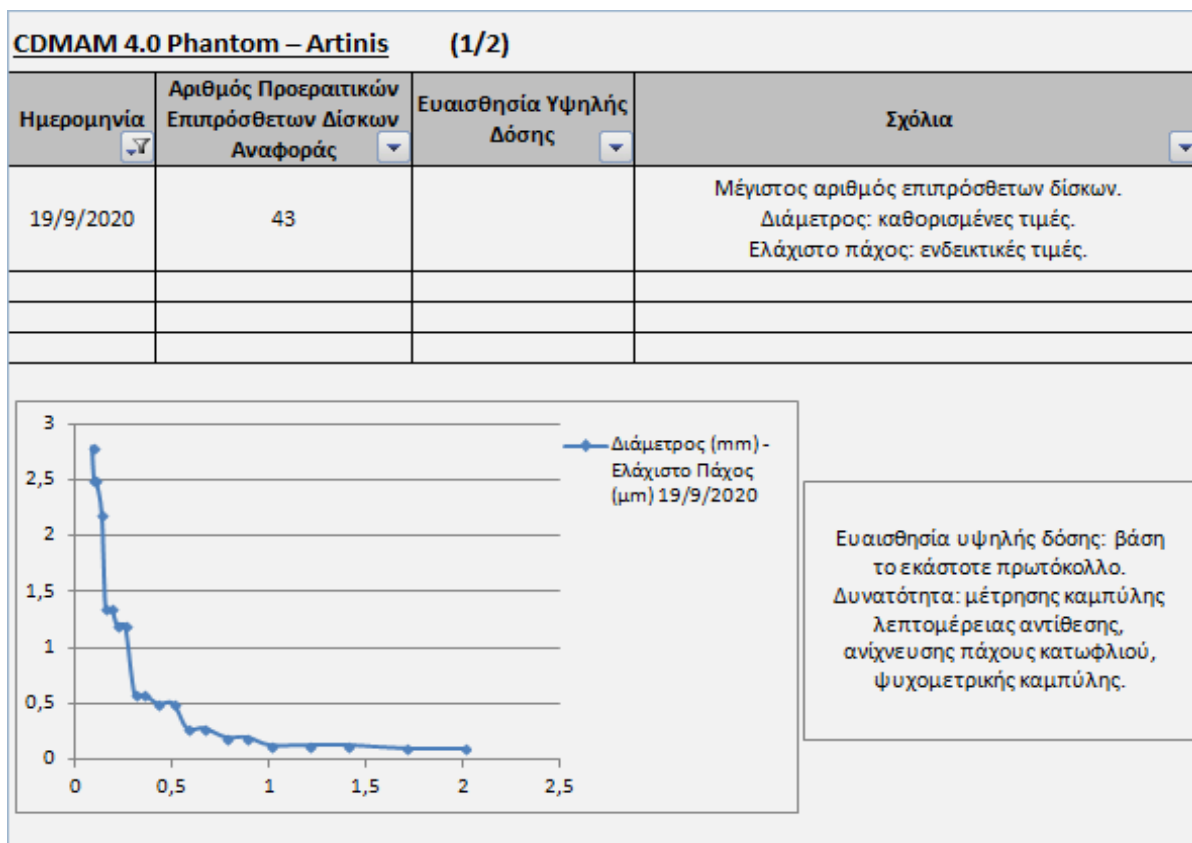 CDMAM 4.0 Phantom – Artinis (1/2)
Ημερομηνία
Αριθμός Προεραιτικών
Επιπρόσθετων Δίσκων
Αναφοράς
Ευαισθησία Υψηλής
Δόσης
Σχόλια
19/9/2020
43
Μέγιστος αριθμός επιπρόσθετων δίσκων.
Διάμετρος: καθορισμένες τιμές.
Ελάχιστο πάχος: ενδεικτικές τιμές.
3
2,5
2
1,5
1
0,5
0
0
0,5
1
1,5
2
2,5
Διάμετρος (mm) -
Ελάχιστο Πάχος
(μm) 19/9/2020
Ευαισθησία υψηλής δόσης: βάση
το εκάστοτε πρωτόκολλο.
Δυνατότητα: μέτρησης καμπύλης
λεπτομέρειας αντίθεσης,
ανίχνευσης πάχους κατωφλιού,
ψυχομετρικής καμπύλης.